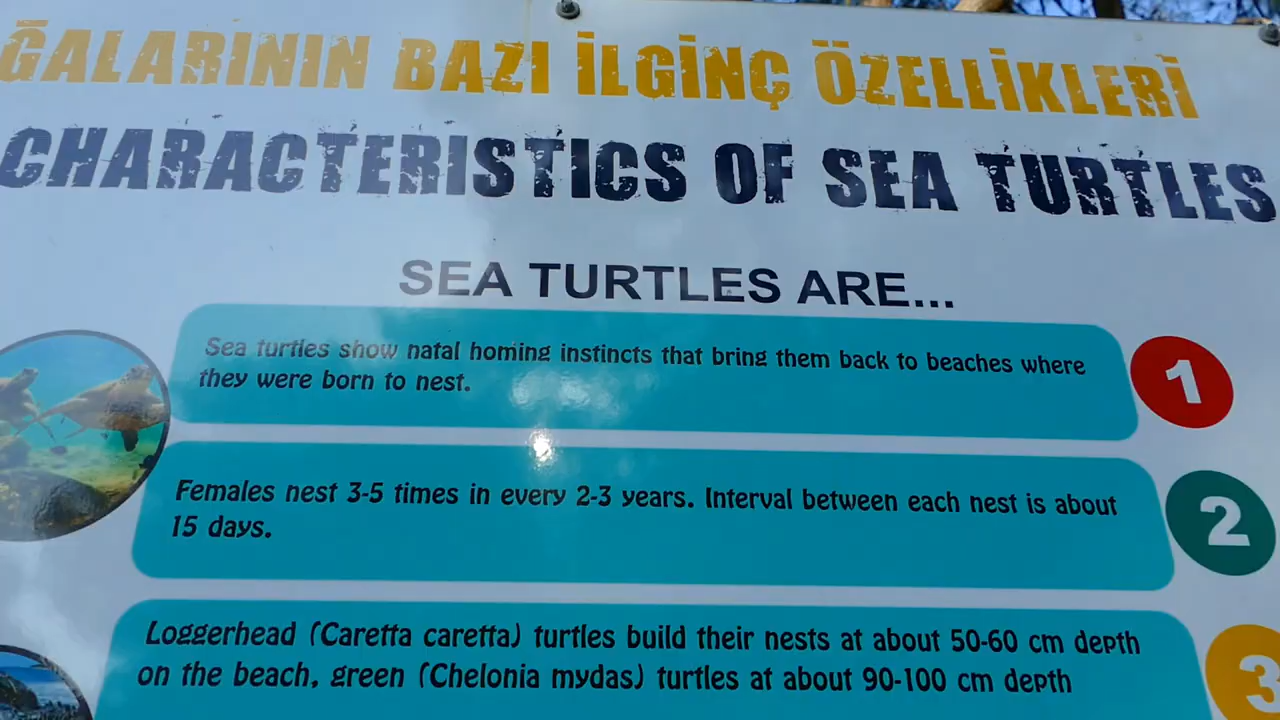 ĞALARININ BAZI İLGİNÇ ÖZELLİKLERİ
CHARACTERISTICS OF SEA TURTLES
SEA TURTLES ARE...
Sea turtles show natal homing instincts that bring them back to beaches where
they were born to nest.
1
Females nest 3-5 times in every 2-3 years. Interval between each nest is about
15 days.
2
Loggerhead (Caretta caretta) turtles build their nests at about 50-60 cm depth
on the beach, green (Chelonia mydas) turtles at about 90-100 cm depth
3